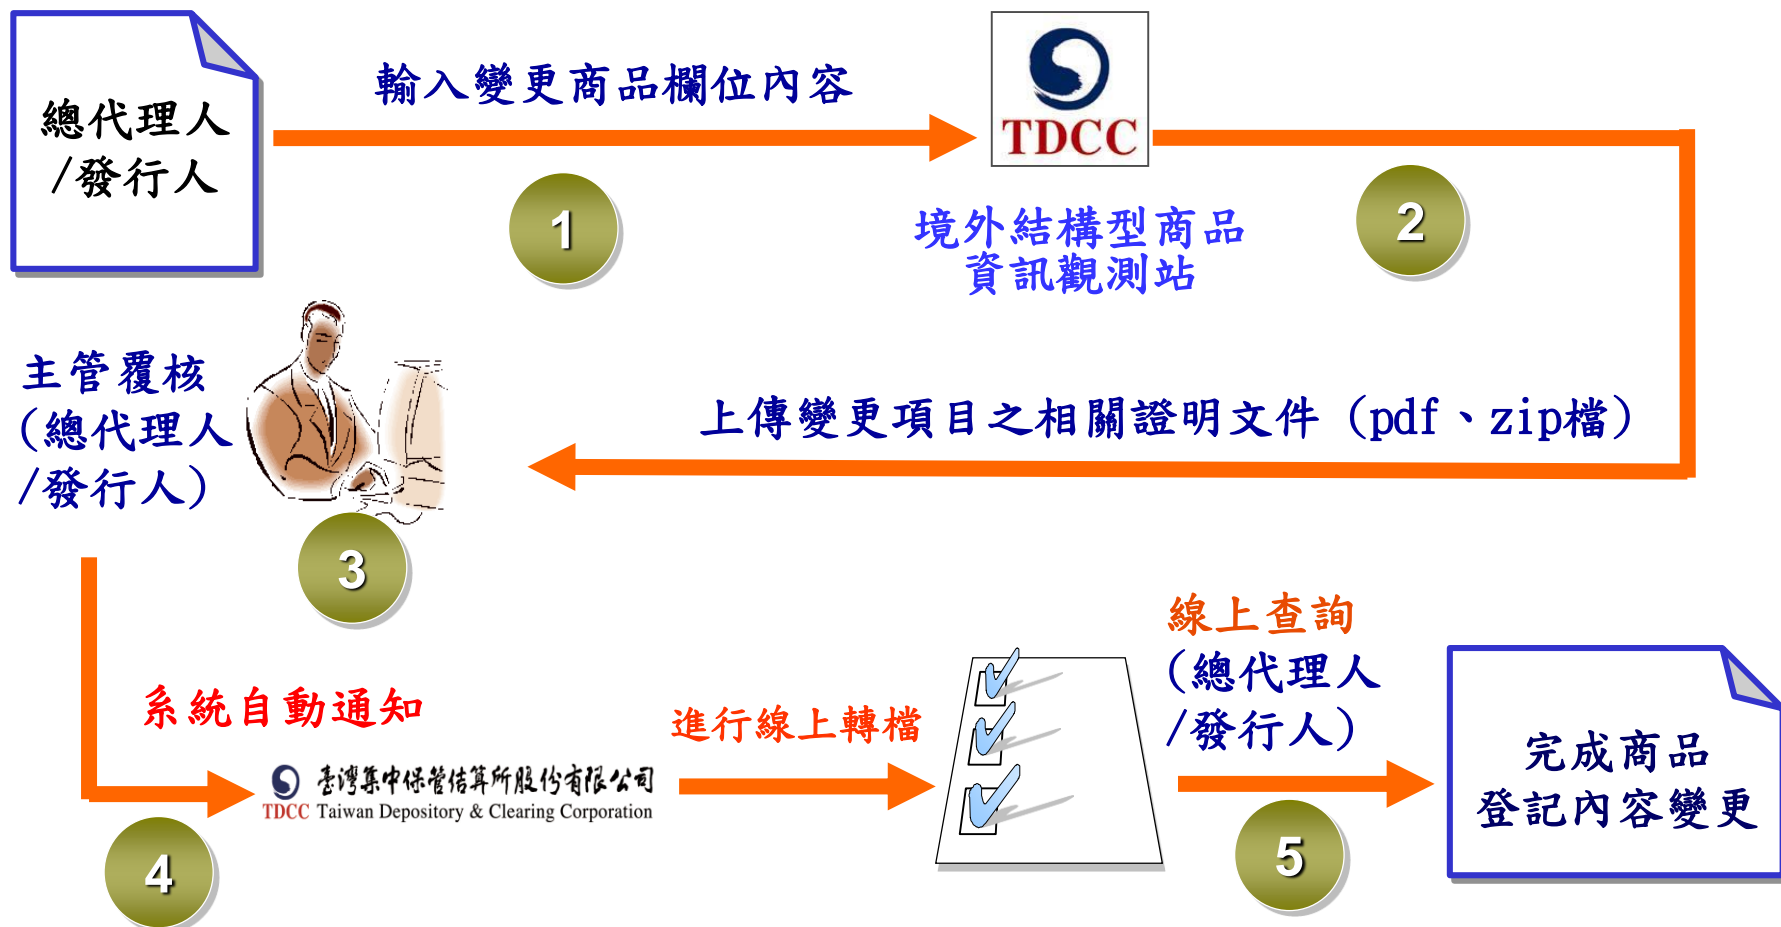 總代理人
/發行人
輸入變更商品欄位內容
TDCC
1
2
境外結構型商品
資訊觀測站
主管覆核
(總代理人
/發行人)
上傳變更項目之相關證明文件 (pdf、zip檔)
3
系統自動通知
臺灣集中保管結算所股份有限公司
TDCC Taiwan Depository & Clearing Corporation
4
進行線上轉檔
線上查詢
(總代理人
/發行人)
5
完成商品
登記內容變更